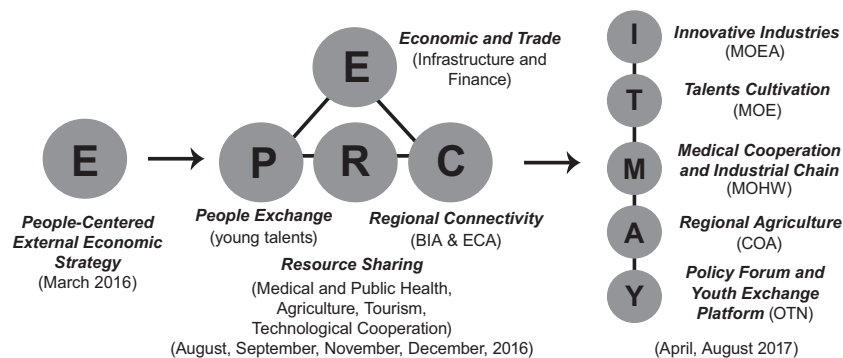 E
People-Centered
External Economic
Strategy
(March 2016)
E
Economic and Trade
(Infrastructure and
Finance)
P
R
C
People Exchange
(young talents)
Regional Connectivity
(BIA & ECA)
Resource Sharing
(Medical and Public Health,
Agriculture, Tourism,
Technological Cooperation)
(August, September, November, December, 2016)
I
Innovative Industries
(MOEA)
T
Talents Cultivation
(MOE)
M
Medical Cooperation
and Industrial Chain
(MOHW)
A
Regional Agriculture
(COA)
Y
Policy Forum and
Youth Exchange
Platform (OTN)
(April, August 2017)